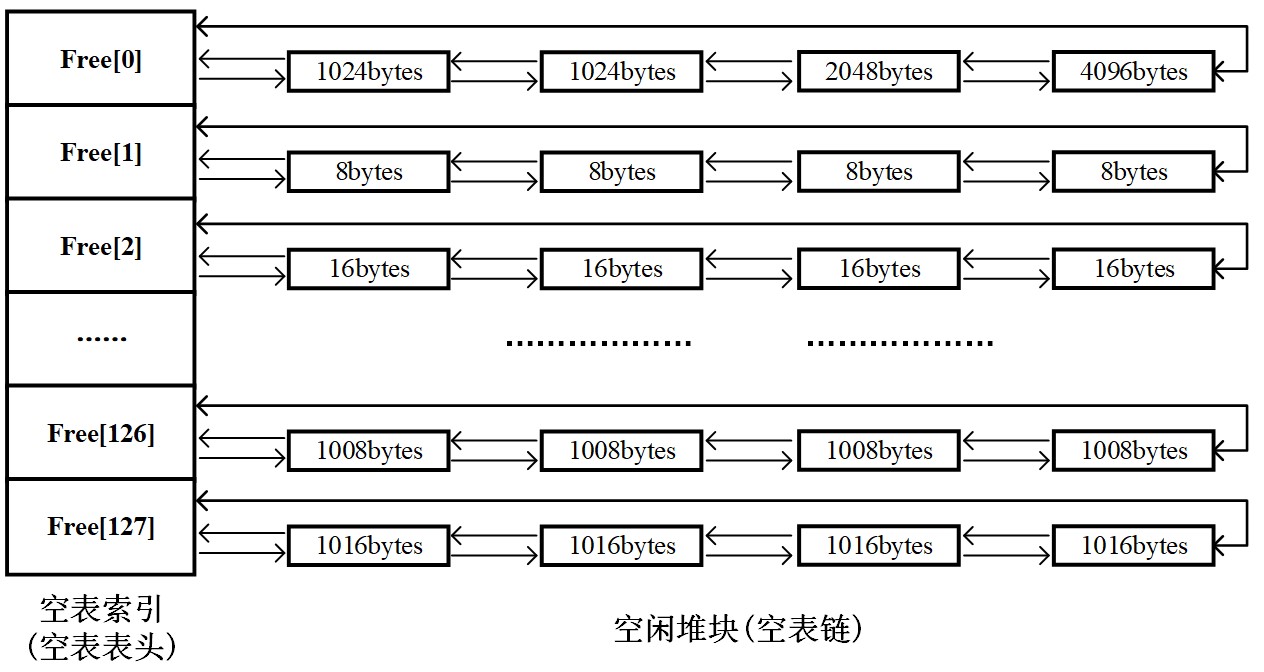 Free[0]
1024bytes 1024bytes 2048bytes 4096bytes
Free[1]
8bytes 8bytes 8bytes 8bytes
Free[2]
16bytes 16bytes 16bytes 16bytes
...... .................. ..................
Free[126]
1008bytes 1008bytes 1008bytes 1008bytes
Free[127]
1016bytes 1016bytes 1016bytes 1016bytes
空表索引
(空表表头)
空闲堆块(空表链)